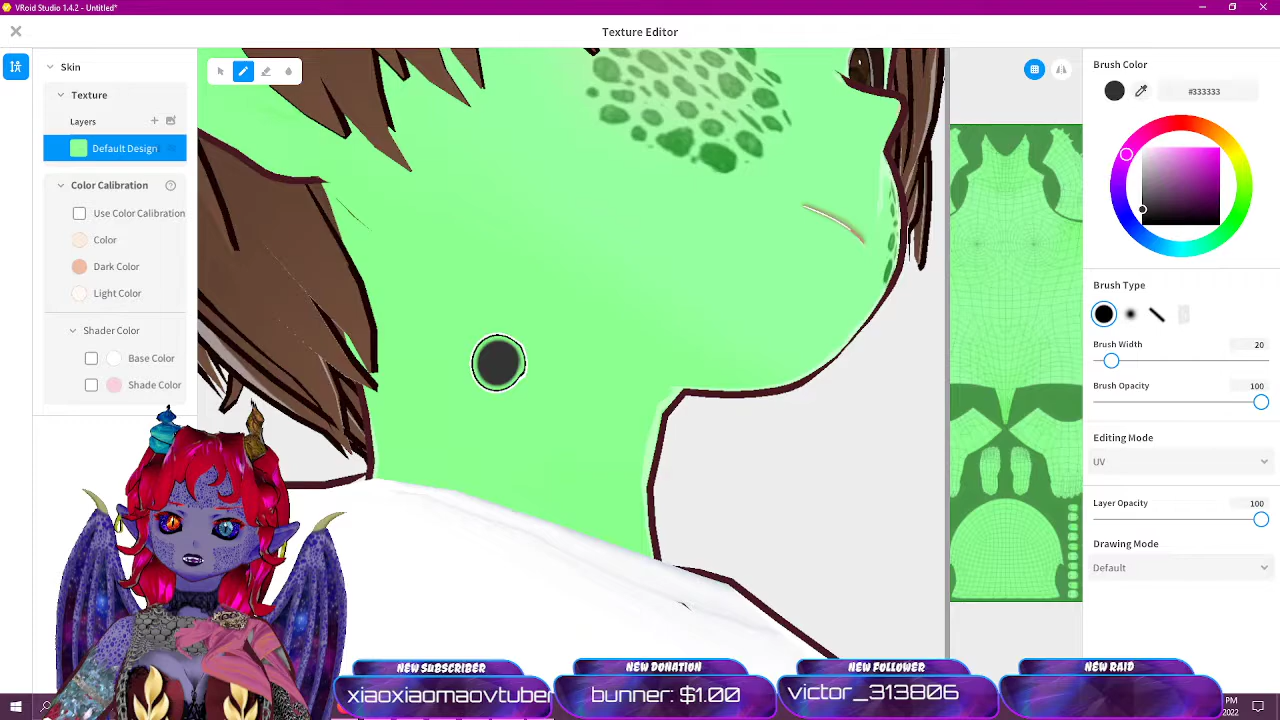 VRoid Studio 1.4.2 - Untitled*
Texture Editor
Skin
Texture
Layers
Default Design
Color Calibration
Use Color Calibration
Color
Dark Color
Light Color
Shader Color
Base Color
Shade Color
Brush Color
#333333
Brush Type
Brush Width 20
Brush Opacity 100
Editing Mode
UV
Layer Opacity 100
Drawing Mode
Default
NEW SUBSCRIBER
xiaoxiaomaovtuber
NEW DONATION
bunner: $1.00
NEW FOLLOWER
victor_313806
NEW RAID
PM